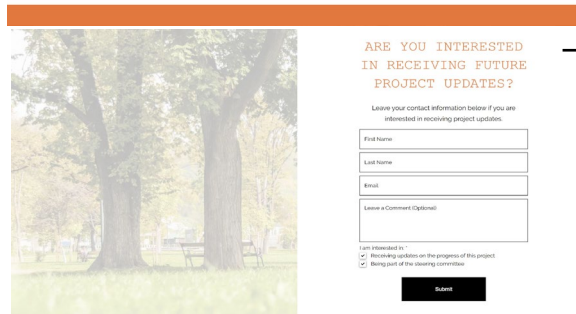 ARE YOU INTERESTED
IN RECEIVING FUTURE
PROJECT UPDATES?
Leave your contact information below if you are
interested in receiving project updates.
First Name
Last Name
Email
Leave a Comment (Optional)
I am interested in: *
Receiving updates on the progress of this project
Being part of the steering committee
Submit